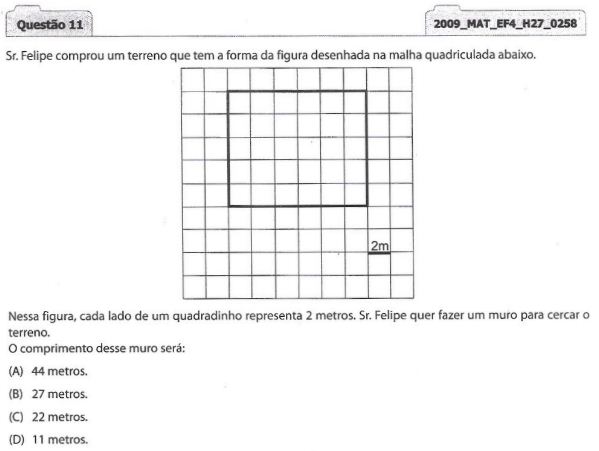 Questão 11
2009_MAT_EF4_H27_0258
Sr. Felipe comprou um terreno que tem a forma da figura desenhada na malha quadriculada abaixo.
2m
Nessa figura, cada lado de um quadradinho representa 2 metros. Sr. Felipe quer fazer um muro para cercar o
terreno.
O comprimento desse muro será:
(A) 44 metros.
(B) 27 metros.
(C) 22 metros.
(D) 11 metros.